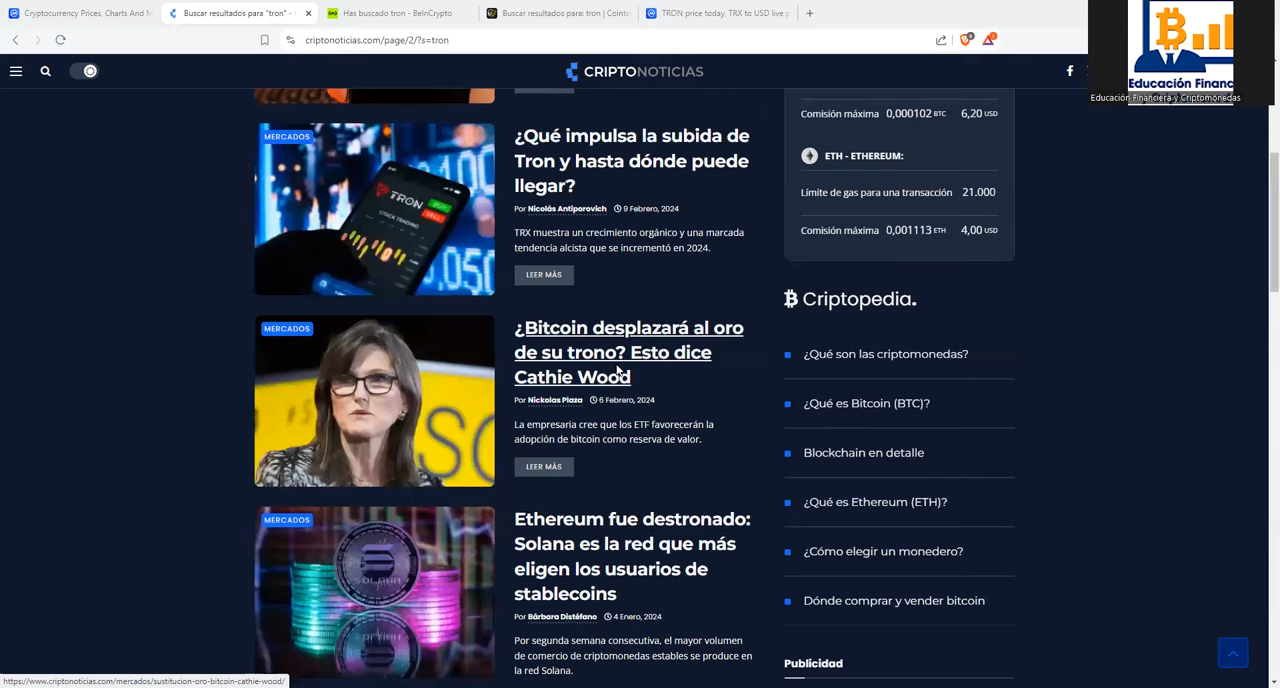 Cryptocurrency Prices, Charts And M
Buscar resultados para "tron" -
Has buscado tron - BeInCrypto
Buscar resultados para: tron | Cointe
TRON price today, TRX to USD live p
criptonoticias.com/page/2/?s=tron
CRIPTONOTICIAS
Educación Financ
Educación Financiera y Criptomonedas
MERCADOS
¿Qué impulsa la subida de
Tron y hasta dónde puede
llegar?
Por Nicolás Antiporovich 9 Febrero, 2024
TRX muestra un crecimiento orgánico y una marcada
tendencia alcista que se incrementó en 2024.
LEER MÁS
TRON
STOCK TRADING
BUY
SELL
MERCADOS
¿Bitcoin desplazará al oro
de su trono? Esto dice
Cathie Wood
Por Nickolas Plaza 6 Febrero, 2024
La empresaria cree que los ETF favorecerán la
adopción de bitcoin como reserva de valor.
LEER MÁS
MERCADOS
Ethereum fue destronado:
Solana es la red que más
eligen los usuarios de
stablecoins
Por Bárbara Distéfano 4 Enero, 2024
Por segunda semana consecutiva, el mayor volumen
de comercio de criptomonedas estables se produce en
la red Solana.
Comisión máxima 0,000102 BTC 6,20 USD
ETH - ETHEREUM:
Límite de gas para una transacción 21.000
Comisión máxima 0,001113 ETH 4,00 USD
Criptopedia.
¿Qué son las criptomonedas?
¿Qué es Bitcoin (BTC)?
Blockchain en detalle
¿Qué es Ethereum (ETH)?
¿Cómo elegir un monedero?
Dónde comprar y vender bitcoin
Publicidad
https://www.criptonoticias.com/mercados/sustitucion-oro-bitcoin-cathie-wood/